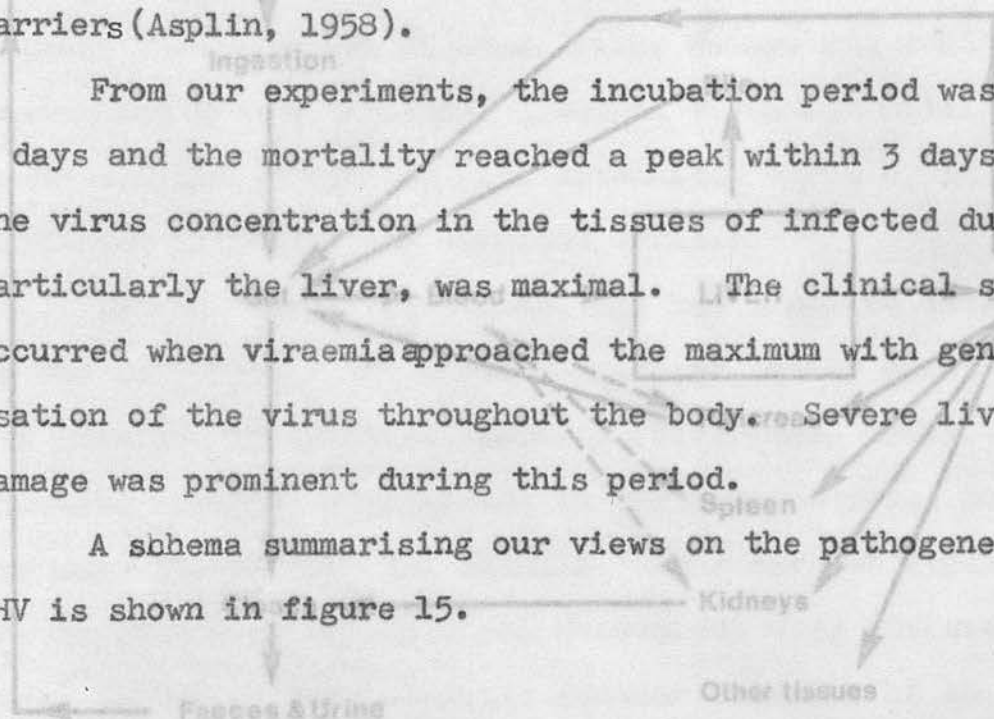 arriers (Asplin, 1958).
Ingestion
From our experiments, the incubation period was
days and the mortality reached a peak within 3 days
he virus concentration in the tissues of infected du
articularly the liver, was maximal. The clinical s
Blood
LIVER
ccurred when viraemia approached the maximum with gen
sation of the virus throughout the body. Severe liv
amage was prominent during this period.
Spleen
A shhema summarising our views on the pathogene
HV is shown in figure 15.
Kidneys
Other tissues
Faeces & Urine